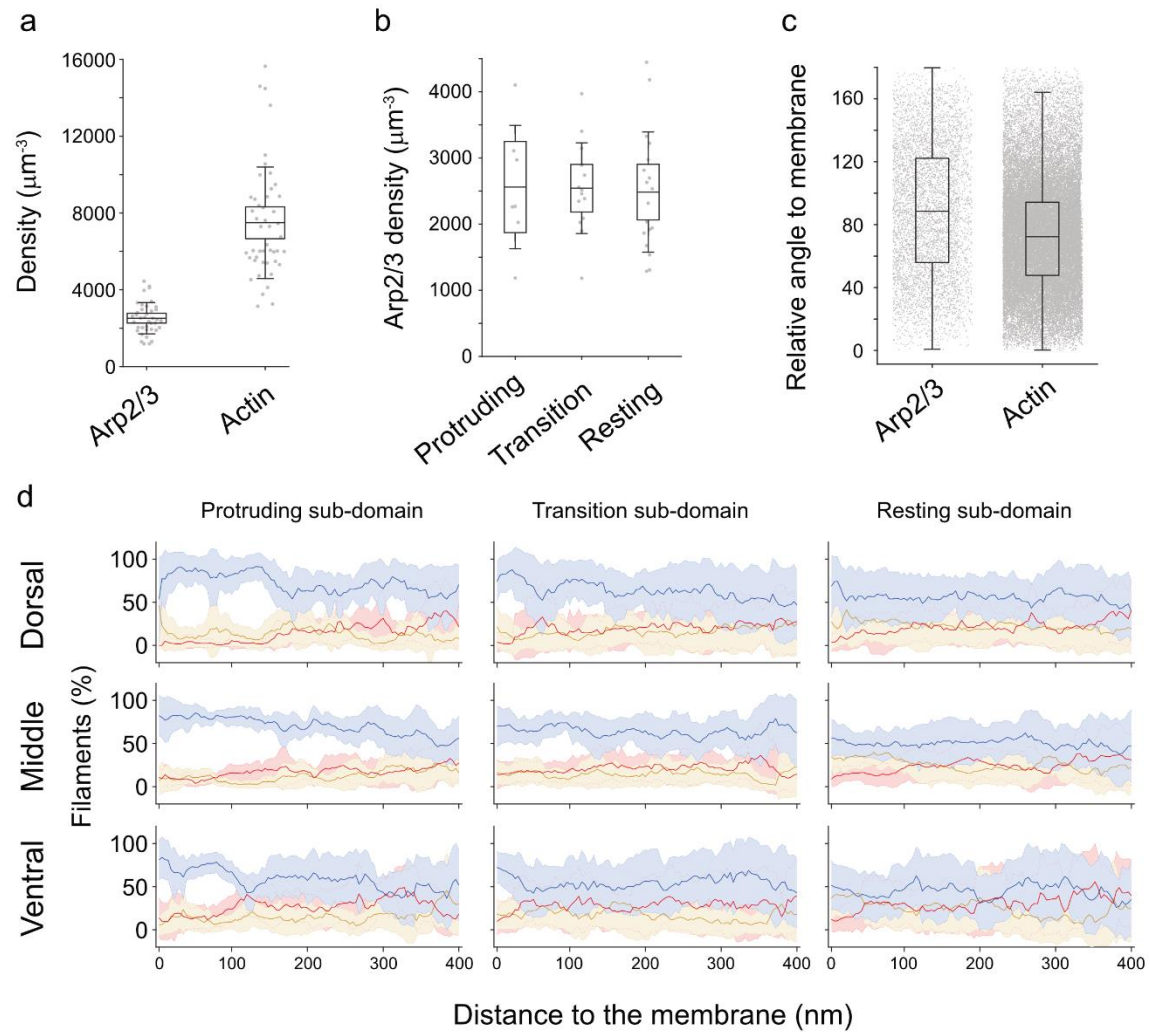 a
b
c
Density (μm-3)
16000
12000
8000
4000
0
Arp2/3
Actin
Arp2/3 density (μm-3)
4000
3000
2000
1000
0
Protruding
Transition
Resting
Relative angle to membrane
160
120
80
40
0
Arp2/3
Actin
d
Protruding sub-domain
Transition sub-domain
Resting sub-domain
Filaments (%)
Dorsal
100
50
0
Middle
100
50
0
Ventral
100
50
0
0 100 200 300 400
0 100 200 300 400
0 100 200 300 400
Distance to the membrane (nm)